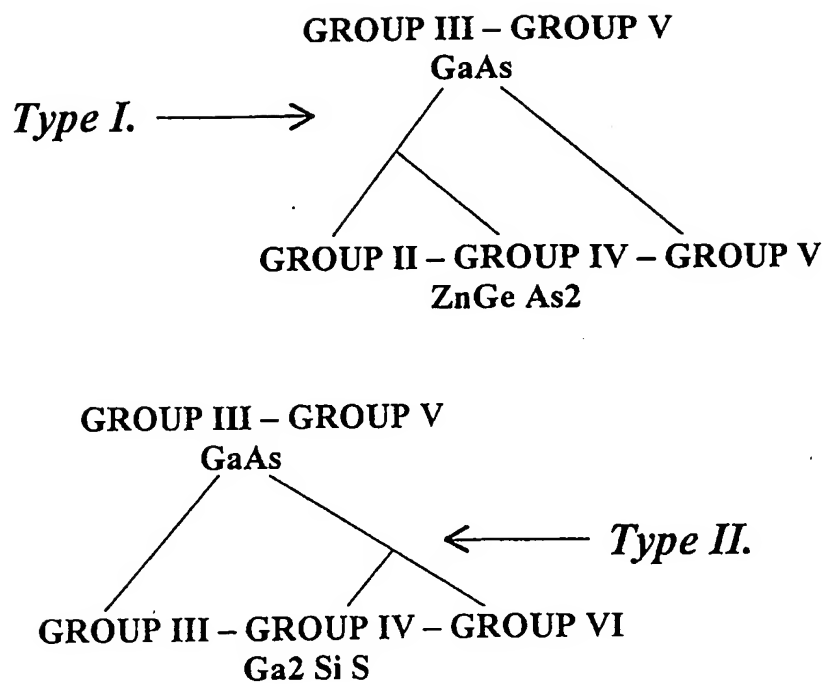 GROUP III – GROUP V
GaAs
Type I.
GROUP II – GROUP IV – GROUP V
ZnGe As2
GROUP III – GROUP V
GaAs
Type II.
GROUP III – GROUP IV – GROUP VI
Ga2 Si S